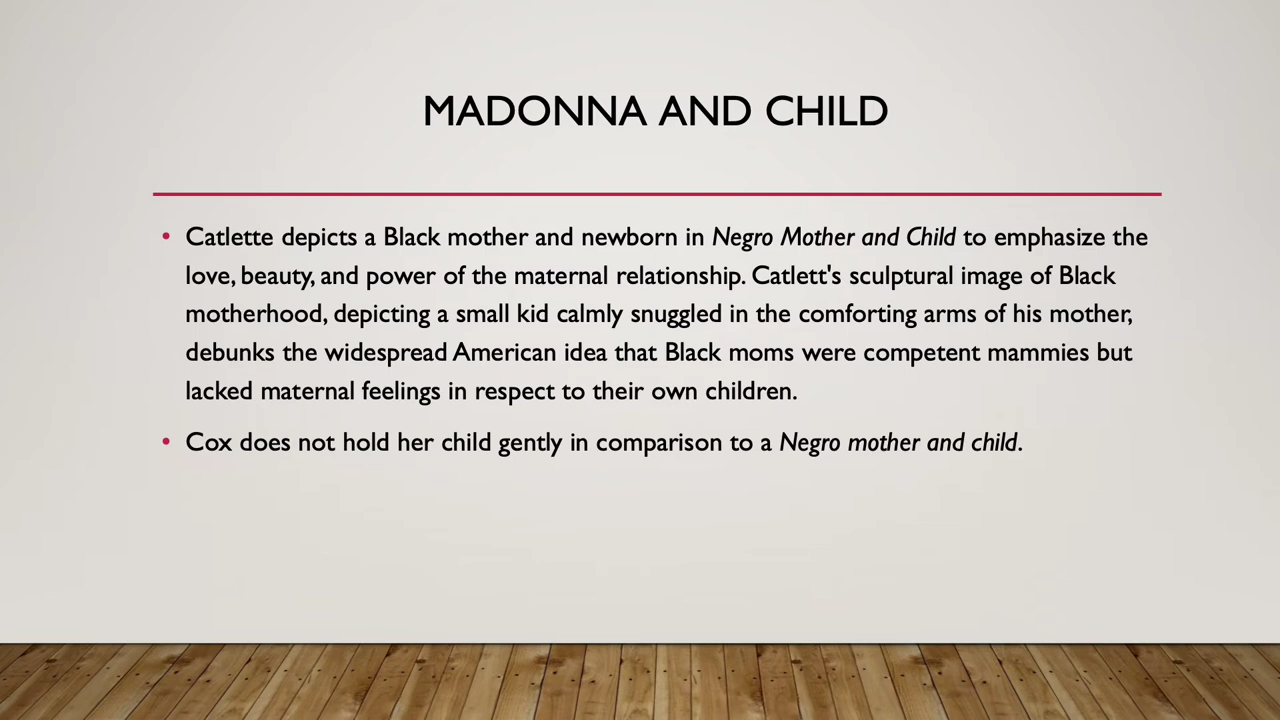 MADONNA AND CHILD
• Catlette depicts a Black mother and newborn in Negro Mother and Child to emphasize the
love, beauty, and power of the maternal relationship. Catlett's sculptural image of Black
motherhood, depicting a small kid calmly snuggled in the comforting arms of his mother,
debunks the widespread American idea that Black moms were competent mammies but
lacked maternal feelings in respect to their own children.
• Cox does not hold her child gently in comparison to a Negro mother and child.